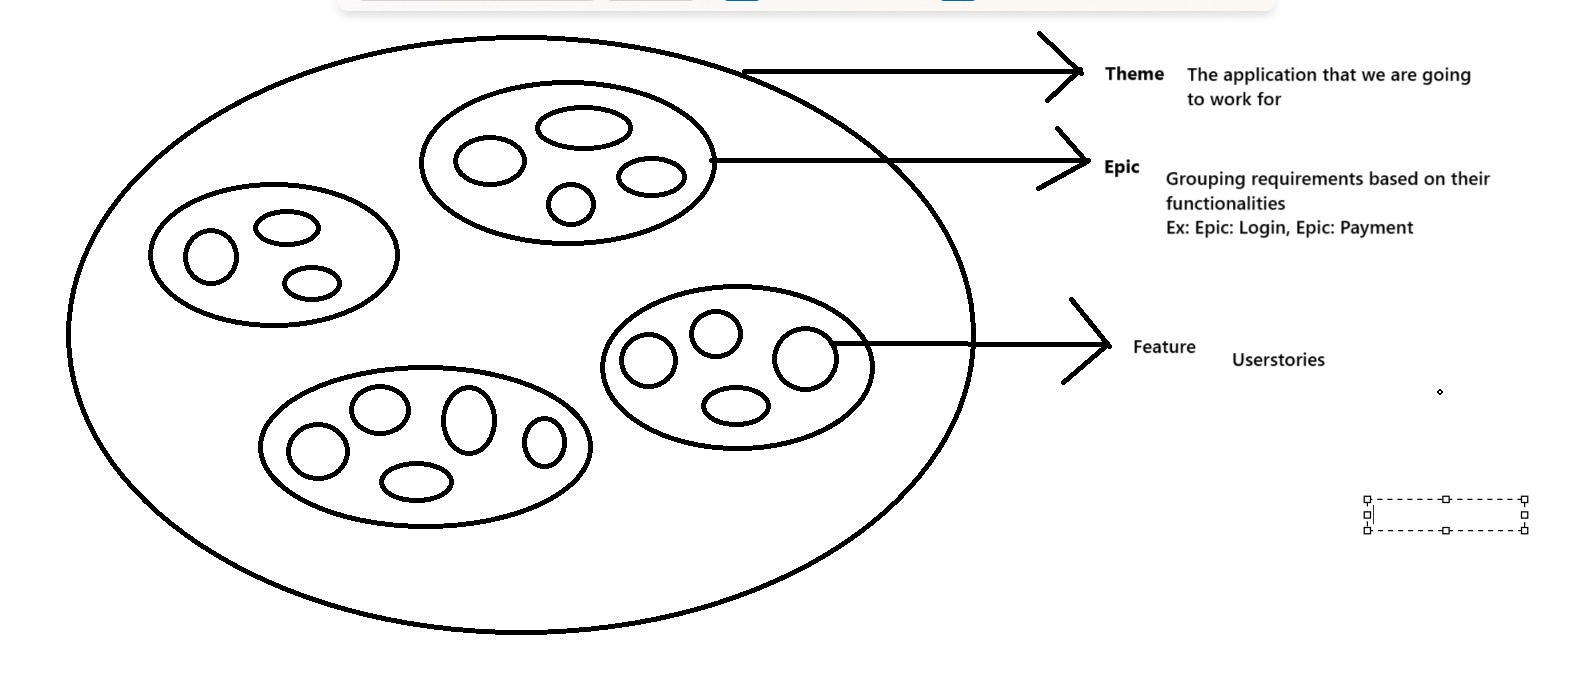 Theme
The application that we are going
to work for
Epic
Grouping requirements based on their
functionalities
Ex: Epic: Login, Epic: Payment
Feature
Userstories